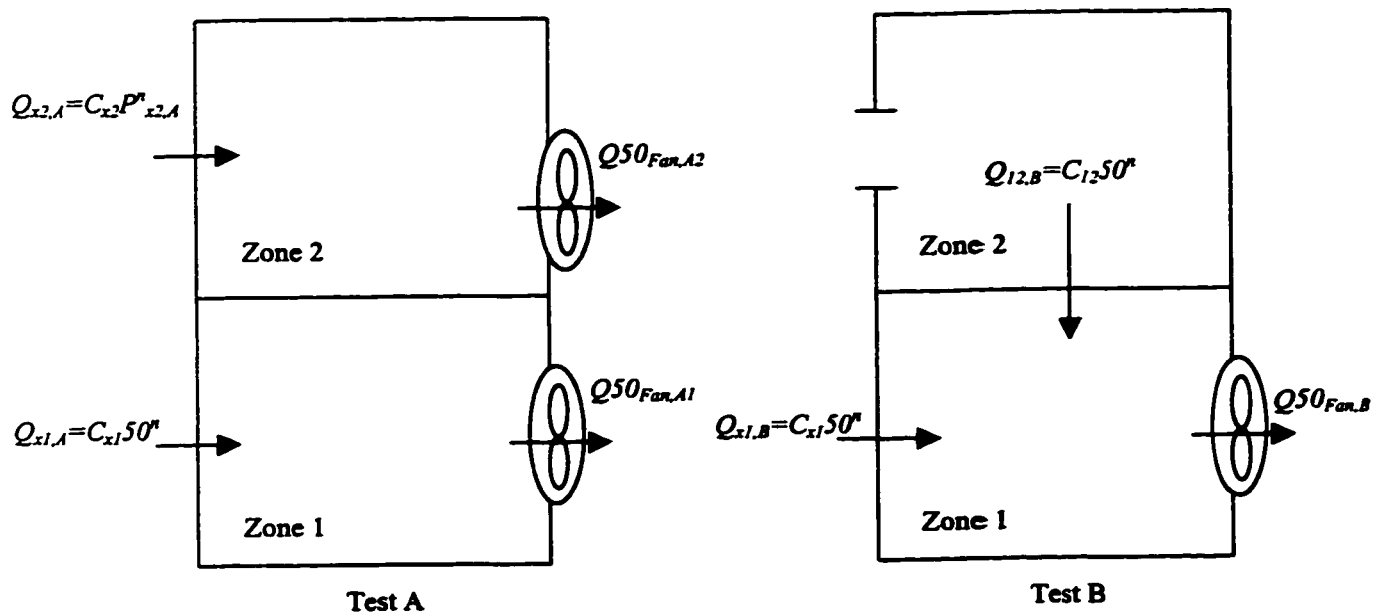 Q_{x2,A}=C_{x2}P^n_{x2,A}
Q50_{Fan,A2}
Zone 2
Q_{x1,A}=C_{x1}50^n
Q50_{Fan,A1}
Zone 1
Test A
Q_{12,B}=C_{12}50^n
Zone 2
Q_{x1,B}=C_{x1}50^n
Q50_{Fan,B}
Zone 1
Test B